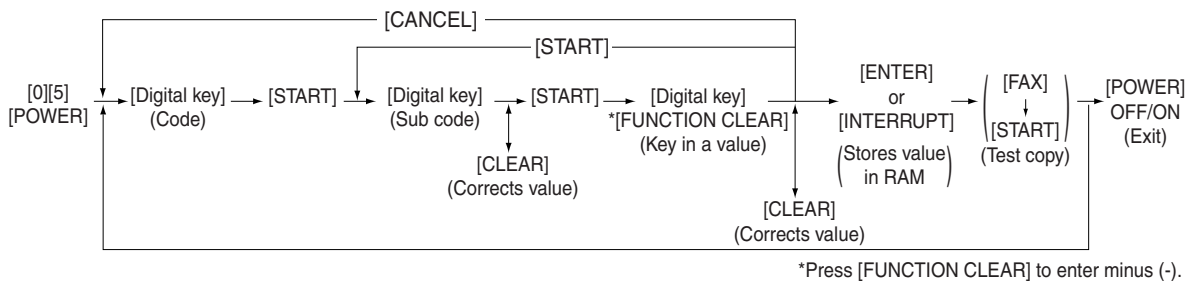 [CANCEL]
[START]
[0][5]
[POWER]
[Digital key]
(Code)
[START]
[Digital key]
(Sub code)
[CLEAR]
(Corrects value)
[START]
[Digital key]
*[FUNCTION CLEAR]
(Key in a value)
[CLEAR]
(Corrects value)
[ENTER]
or
[INTERRUPT]
(Stores value
in RAM)
([FAX]
[START])
(Test copy)
[POWER]
OFF/ON
(Exit)
*Press [FUNCTION CLEAR] to enter minus (-).